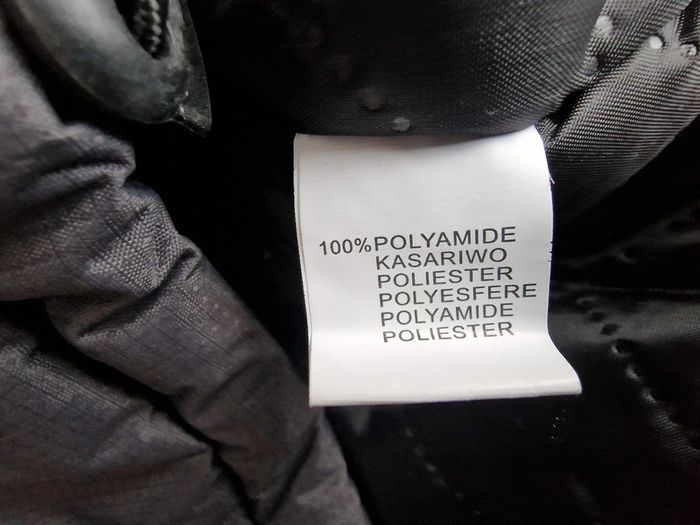 100%POLYAMIDE
KASARIWO
POLIESTER
POLYESFERE
POLYAMIDE
POLIESTER